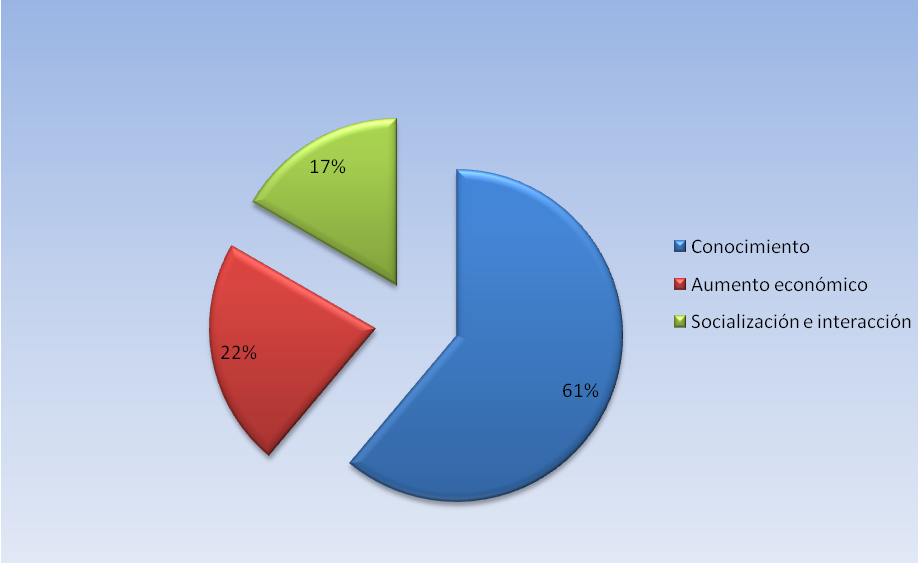 17%
22%
61%
Conocimiento
Aumento económico
Socialización e interacción